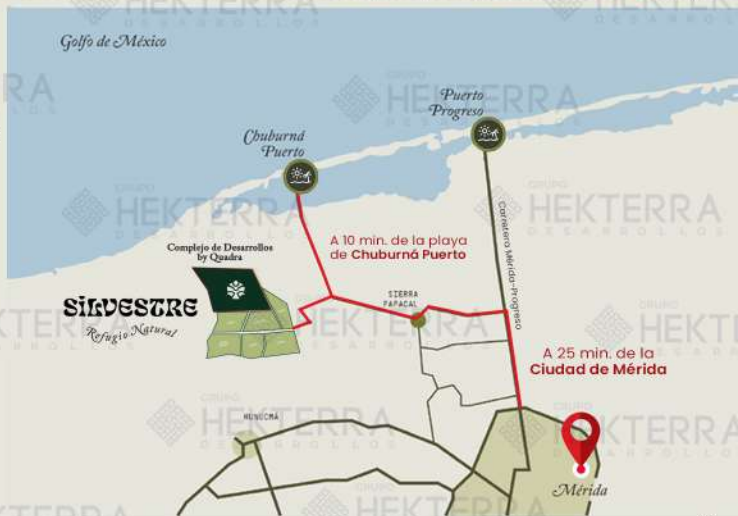 Golfo de México
GRUPO
HEKTERRA
DESARROLLOS
Puerto
Progreso
Chuburná
Puerto
A 10 min. de la playa
de Chuburná Puerto
Carretera Mérida-Progreso
Complejo de Desarrollos
by Quadra
SILVESTRE
Refugio Natural
SIERRA
PAPACAL
A 25 min. de la
Ciudad de Mérida
HUNUCMÁ
Mérida